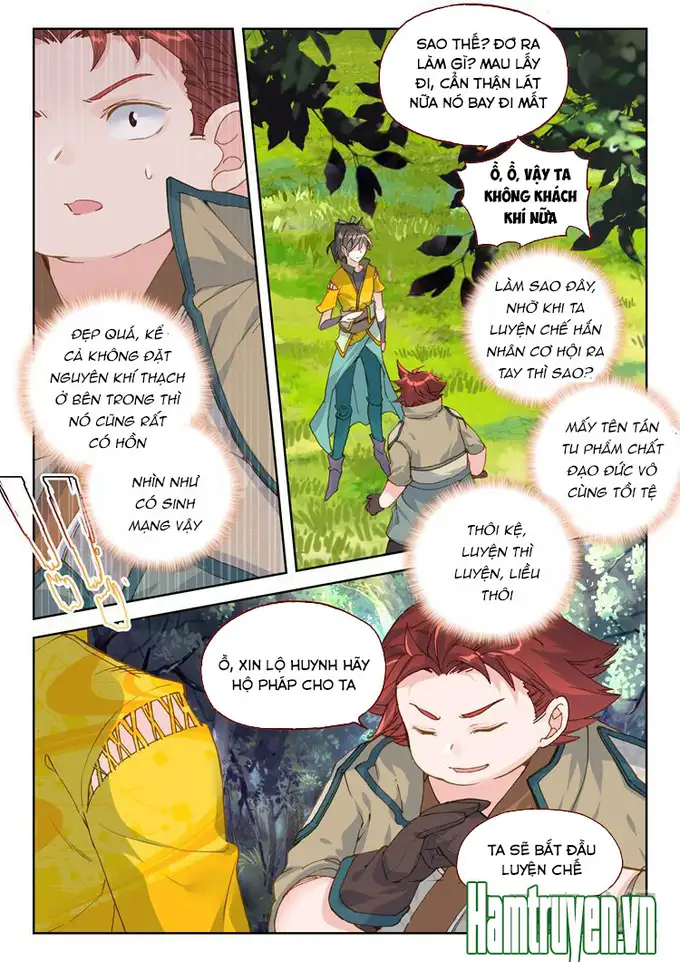 ĐẸP QUÁ, KỂ
CẢ KHÔNG ĐẶT
NGUYÊN KHÍ THẠCH
Ở BÊN TRONG THÌ
NÓ CŨNG RẤT
CÓ HỒN
NHÌN NHƯ
CÓ SINH
MẠNG VẬY
SAO THẾ? ĐƠ RA
LÀM GÌ? MAU LẤY
ĐI, CẨN THẬN LÁT
NỮA NÓ BAY ĐI MẤT
Ồ, Ồ, VẬY TA
KHÔNG KHÁCH
KHÍ NỮA
LÀM SAO ĐÂY,
NHỠ KHI TA
LUYỆN CHẾ HẮN
NHÂN CƠ HỘI RA
TAY THÌ SAO?
MẤY TÊN TÁN
TU PHẨM CHẤT
ĐẠO ĐỨC VÔ
CÙNG TỒI TỆ
THÔI KỆ,
LUYỆN THÌ
LUYỆN, LIỀU
THÔI
Ồ, XIN LỘ HUYNH HÃY
HỘ PHÁP CHO TA
TA SẼ BẮT ĐẦU
LUYỆN CHẾ
Hamtruyen.vn